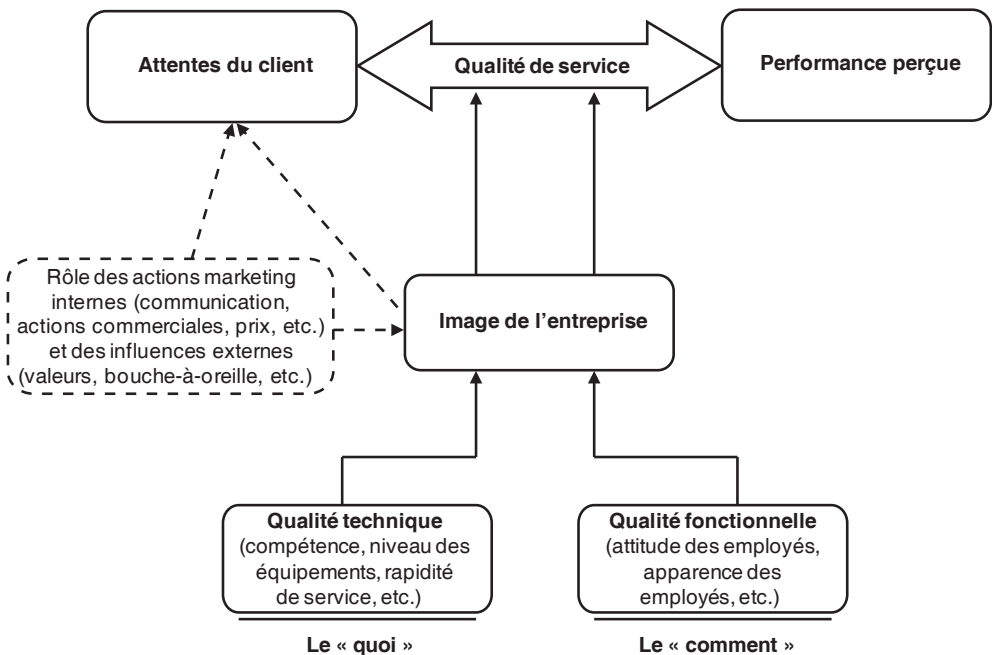 Attentes du client
Qualité de service
Performance perçue
Rôle des actions marketing
internes (communication,
actions commerciales, prix, etc.)
et des influences externes
(valeurs, bouche-à-oreille, etc.)
Image de l'entreprise
Qualité technique
(compétence, niveau des
équipements, rapidité
de service, etc.)
Qualité fonctionnelle
(attitude des employés,
apparence des
employés, etc.)
Le « quoi »
Le « comment »